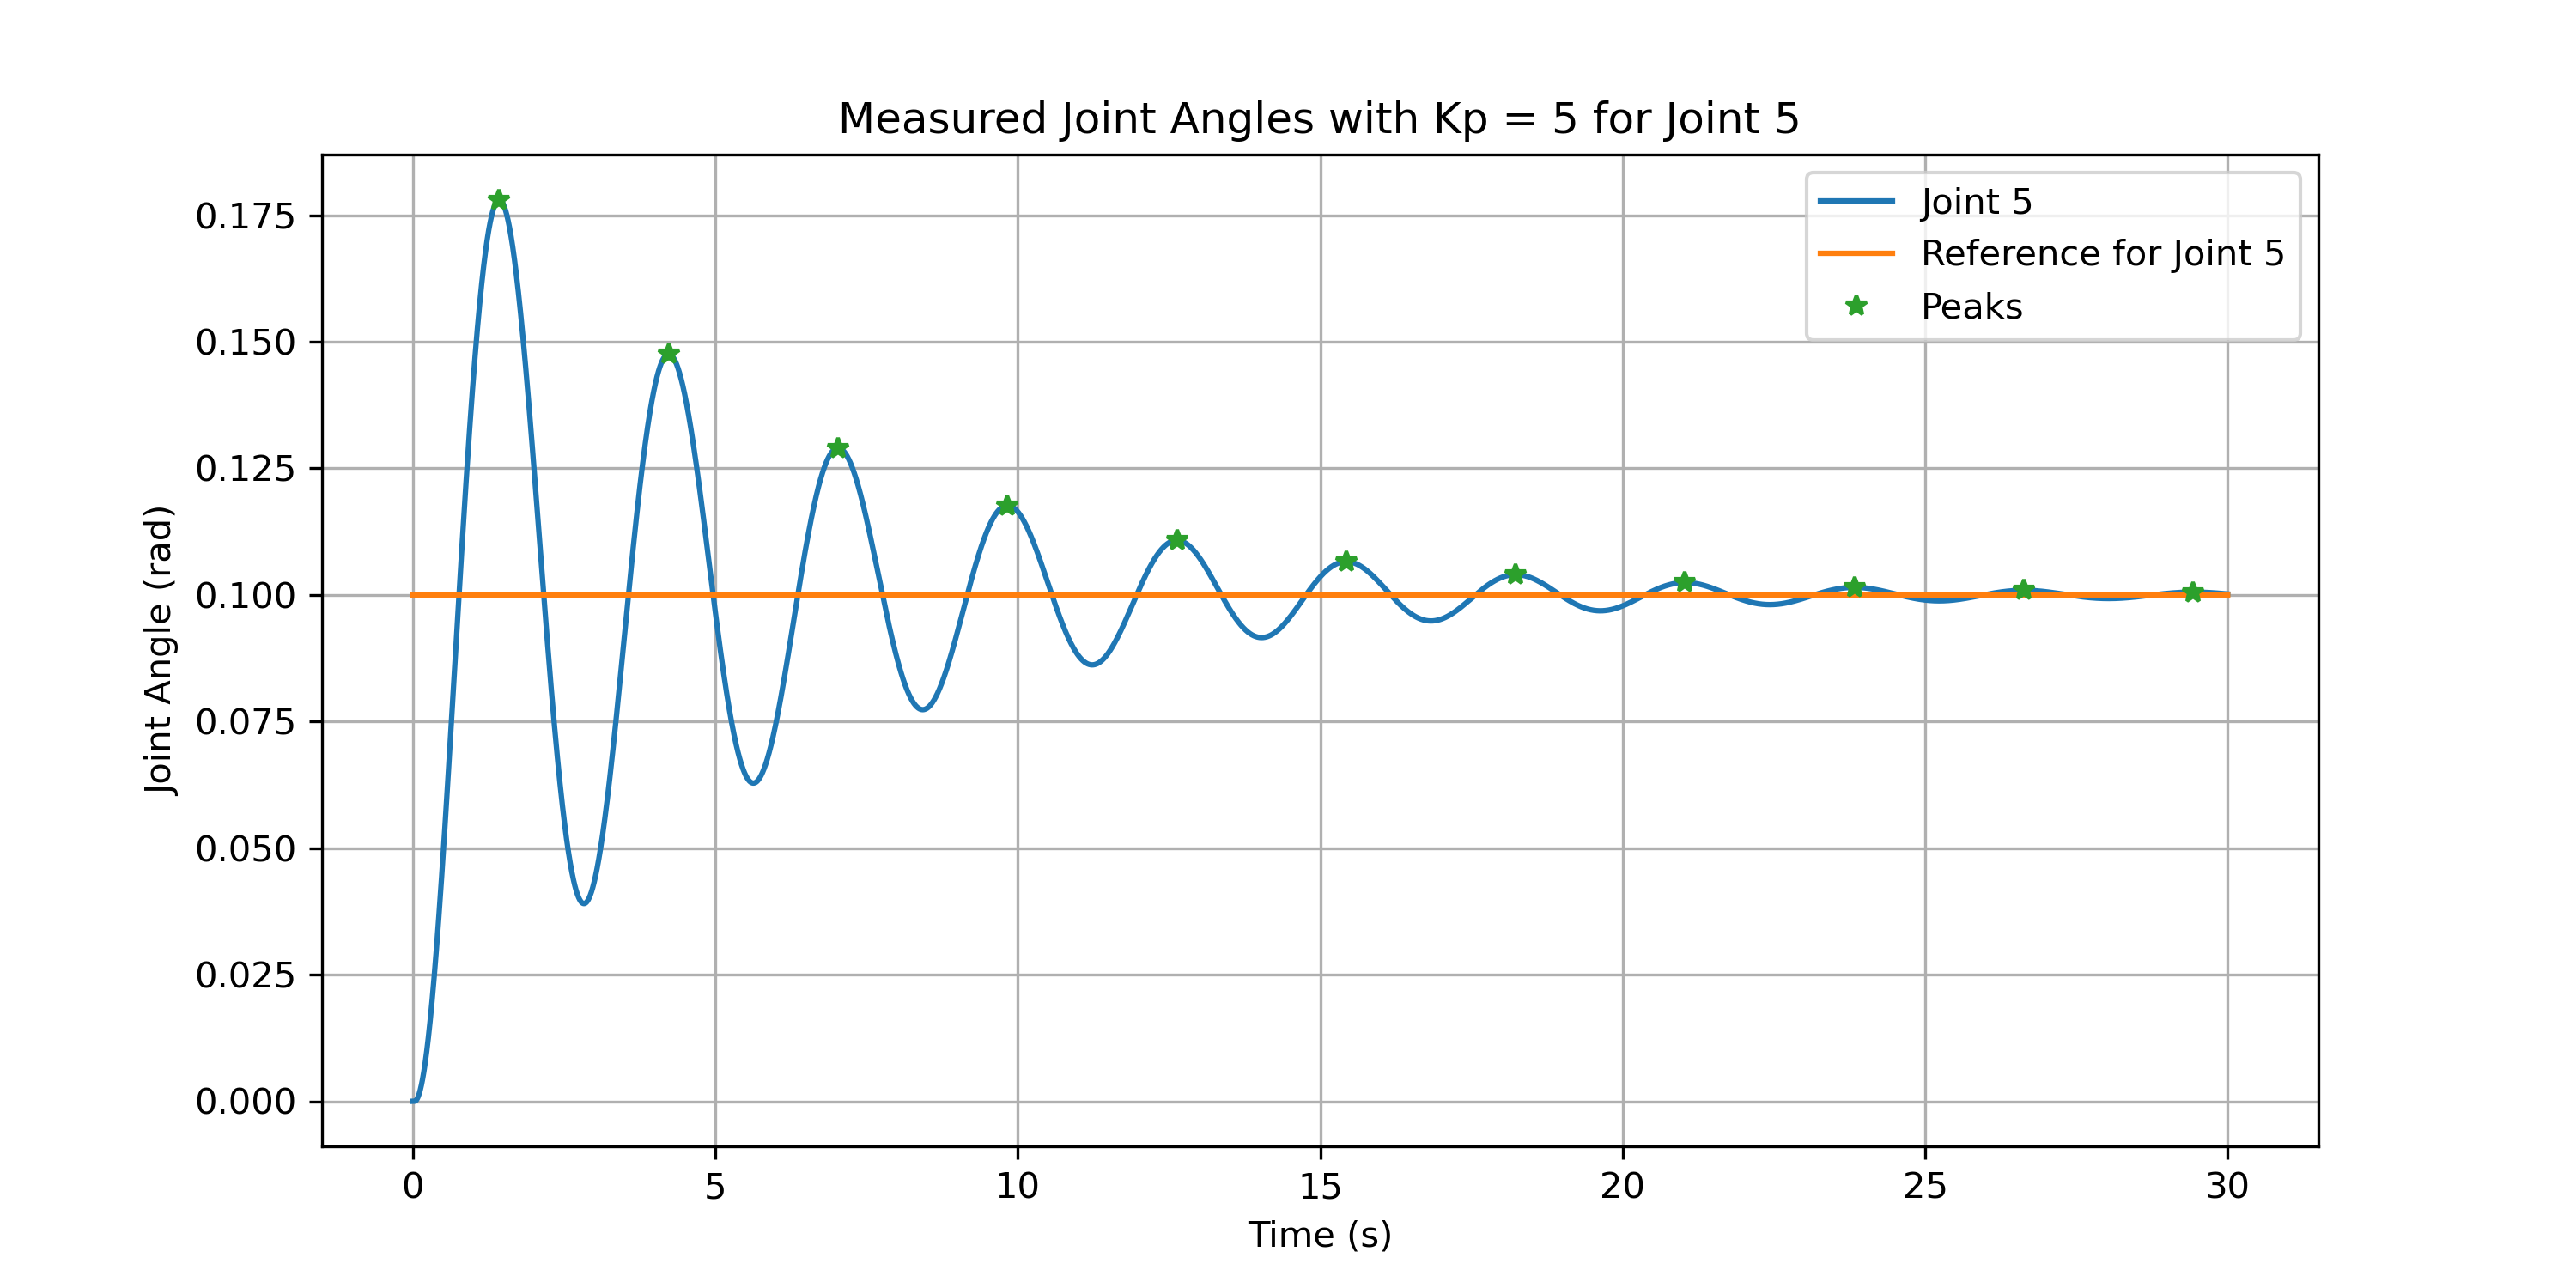 Measured Joint Angles with Kp = 5 for Joint 5
Joint 5
Reference for Joint 5
Peaks
0.175
0.150
0.125
0.100
0.075
0.050
0.025
0.000
Joint Angle (rad)
0 5 10 15 20 25 30
Time (s)